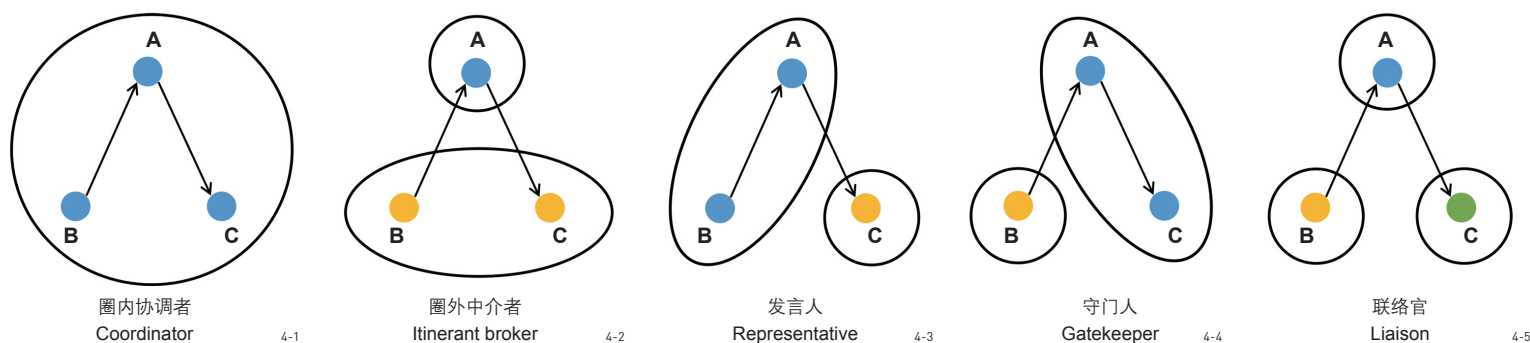 A
B
C
圈内协调者
Coordinator
4-1
A
B
C
圈外中介者
Itinerant broker
4-2
A
B
C
发言人
Representative
4-3
A
B
C
守门人
Gatekeeper
4-4
A
B
C
联络官
Liaison
4-5